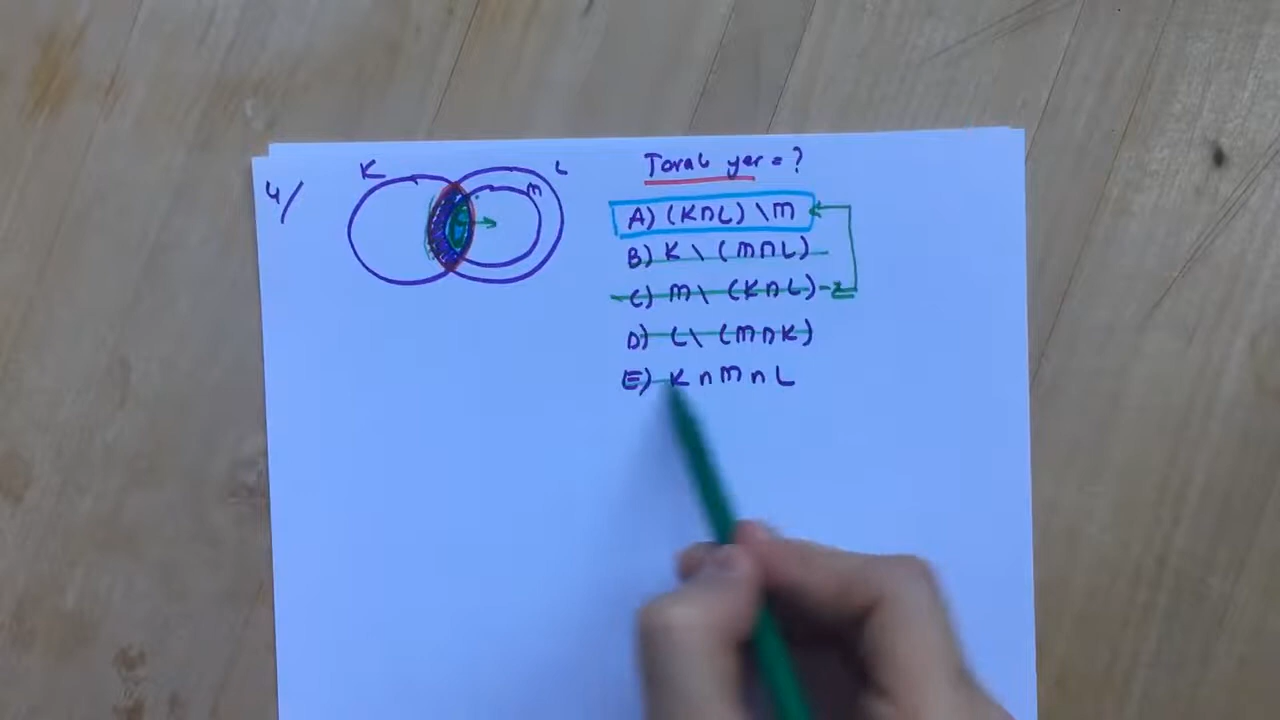 4/
K L
M
Taralı yer = ?
A) (K∩L) \ M
B) K \ (M∩L)
C) M \ (K∩L)
D) L \ (M∩K)
E) K ∩ M ∩ L